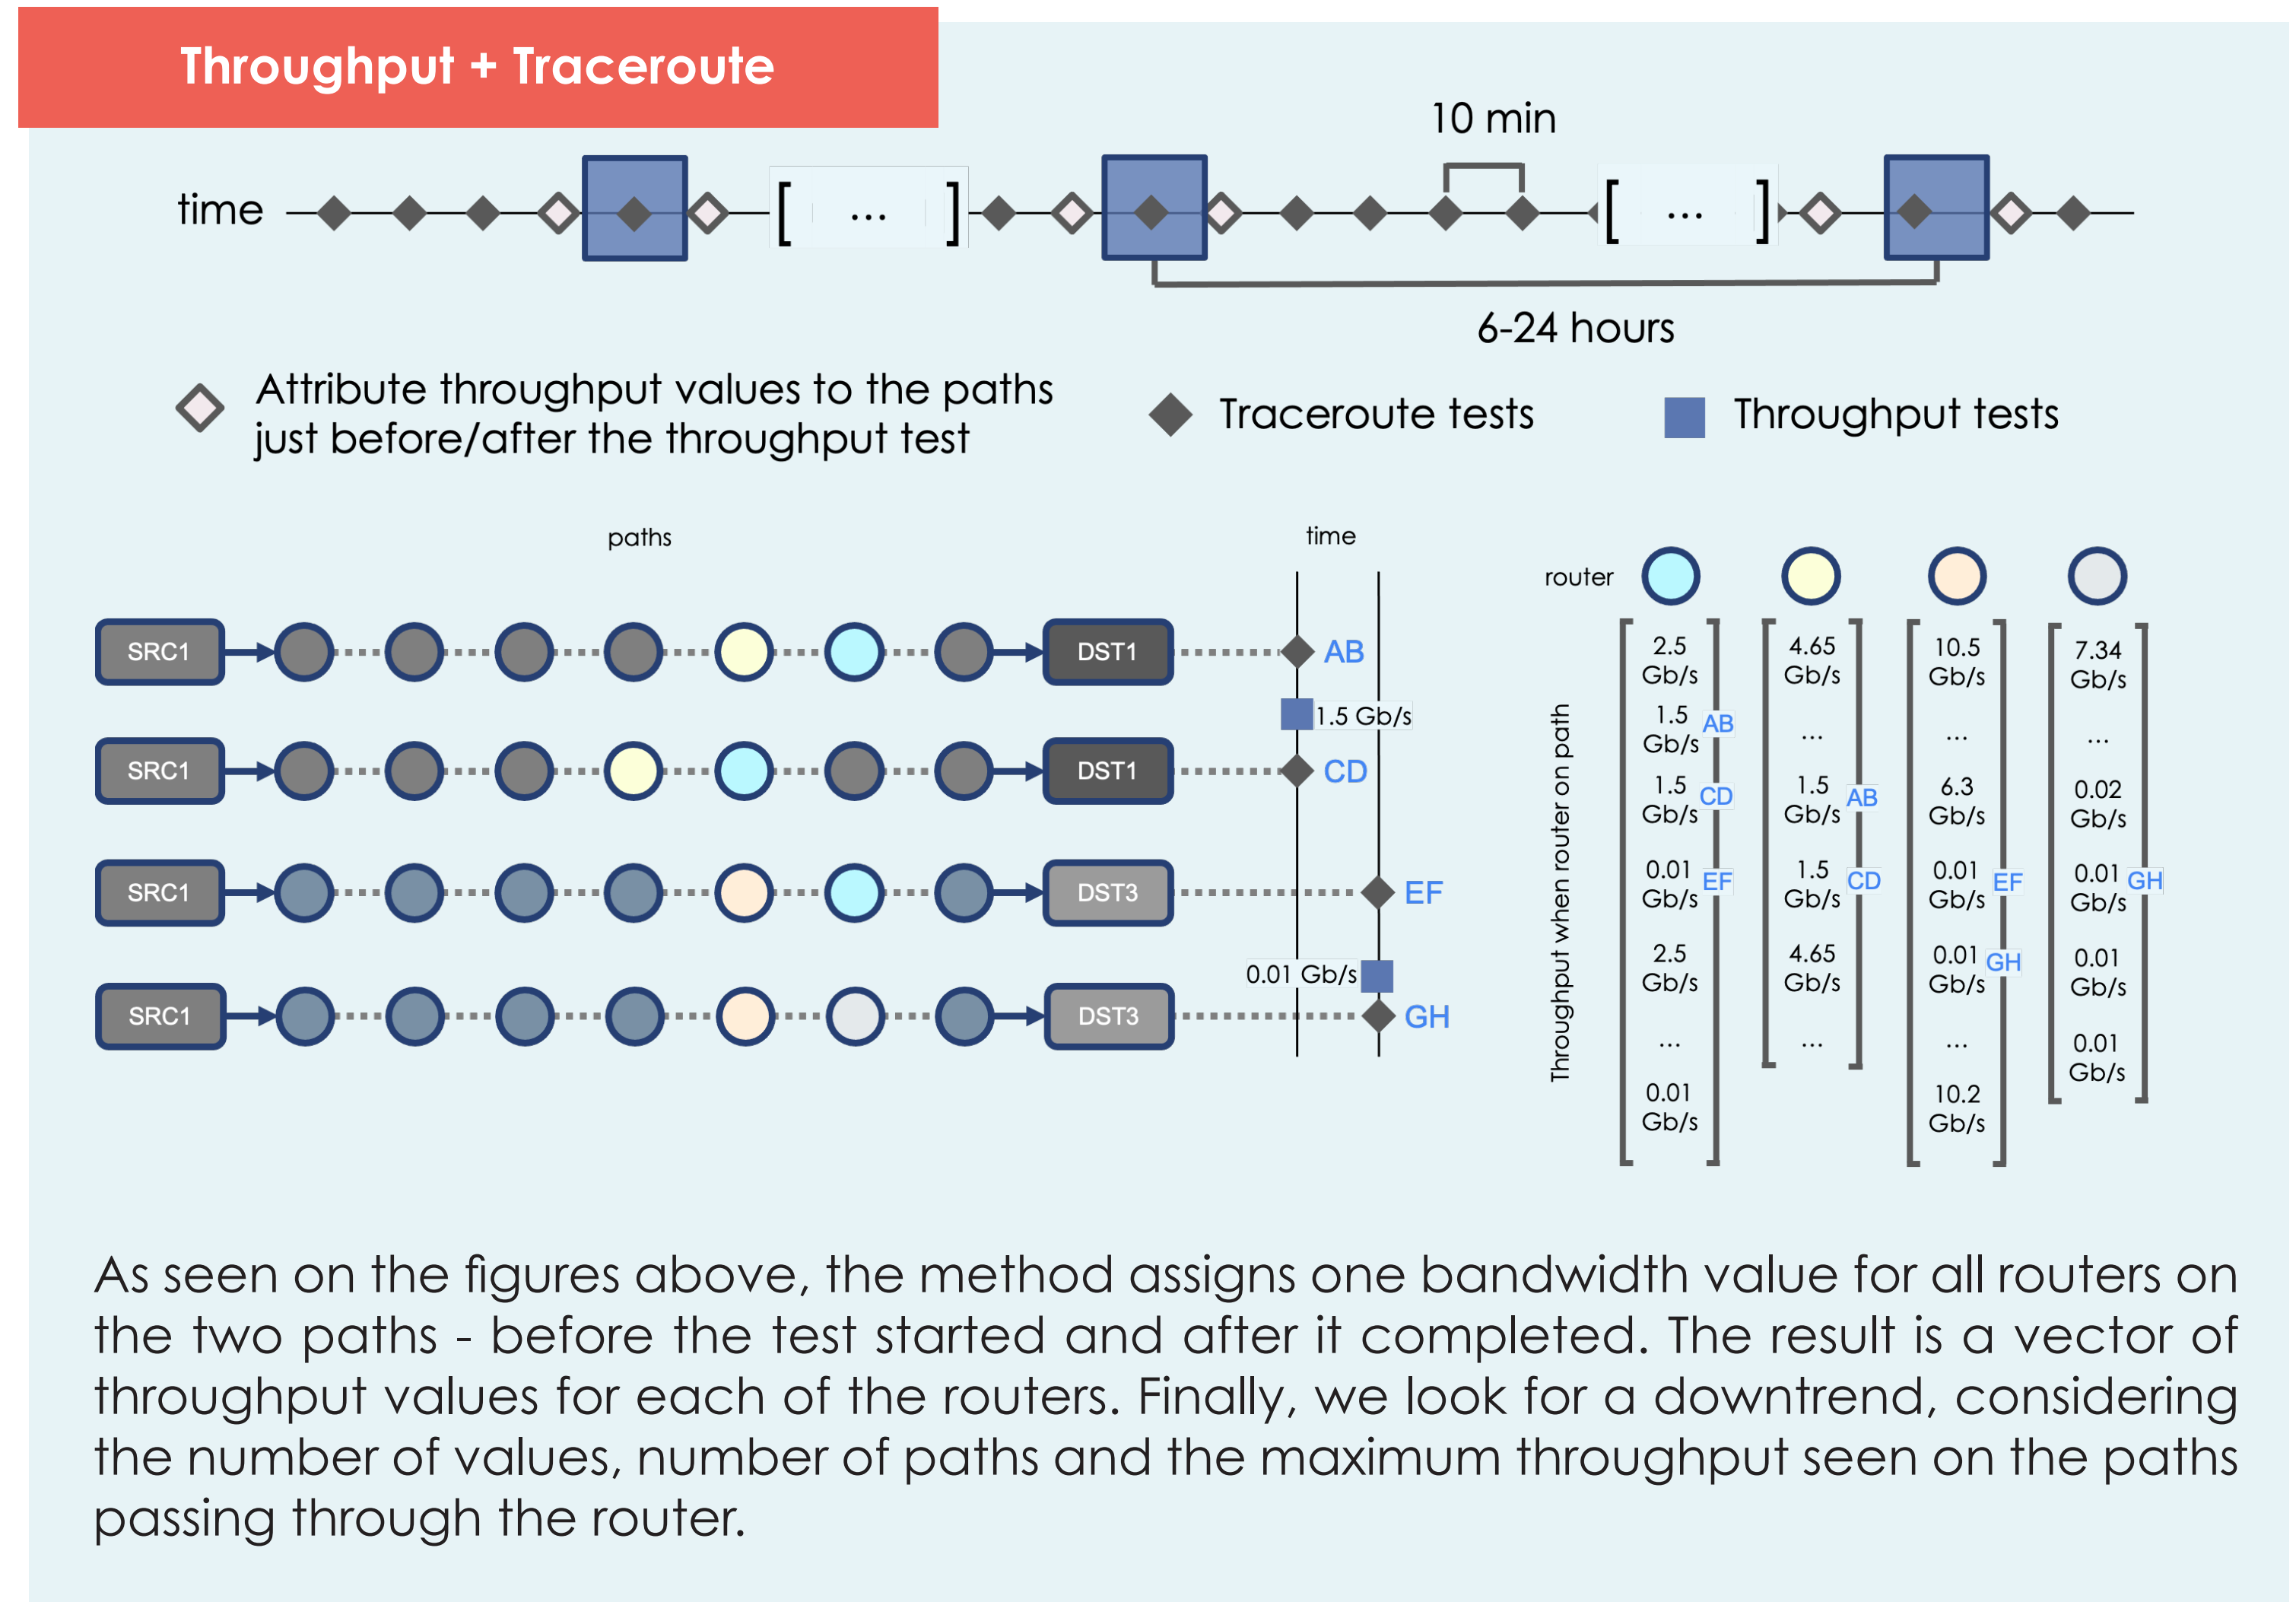 Throughput + Traceroute
10 min
time
[ ... ]
[ ... ]
6-24 hours
Attribute throughput values to the paths
just before/after the throughput test
Traceroute tests
Throughput tests
paths
time
SRC1
DST1
AB
1.5 Gb/s
SRC1
DST1
CD
SRC1
DST3
EF
0.01 Gb/s
SRC1
DST3
GH
router
Throughput when router on path
2.5
Gb/s
1.5
Gb/s
AB
1.5
Gb/s
CD
0.01
Gb/s
EF
2.5
Gb/s
...
0.01
Gb/s
4.65
Gb/s
...
1.5
Gb/s
AB
1.5
Gb/s
CD
4.65
Gb/s
...
10.5
Gb/s
...
6.3
Gb/s
0.01
Gb/s
EF
0.01
Gb/s
GH
...
10.2
Gb/s
7.34
Gb/s
...
0.02
Gb/s
0.01
Gb/s
GH
0.01
Gb/s
0.01
Gb/s
As seen on the figures above, the method assigns one bandwidth value for all routers on
the two paths - before the test started and after it completed. The result is a vector of
throughput values for each of the routers. Finally, we look for a downtrend, considering
the number of values, number of paths and the maximum throughput seen on the paths
passing through the router.